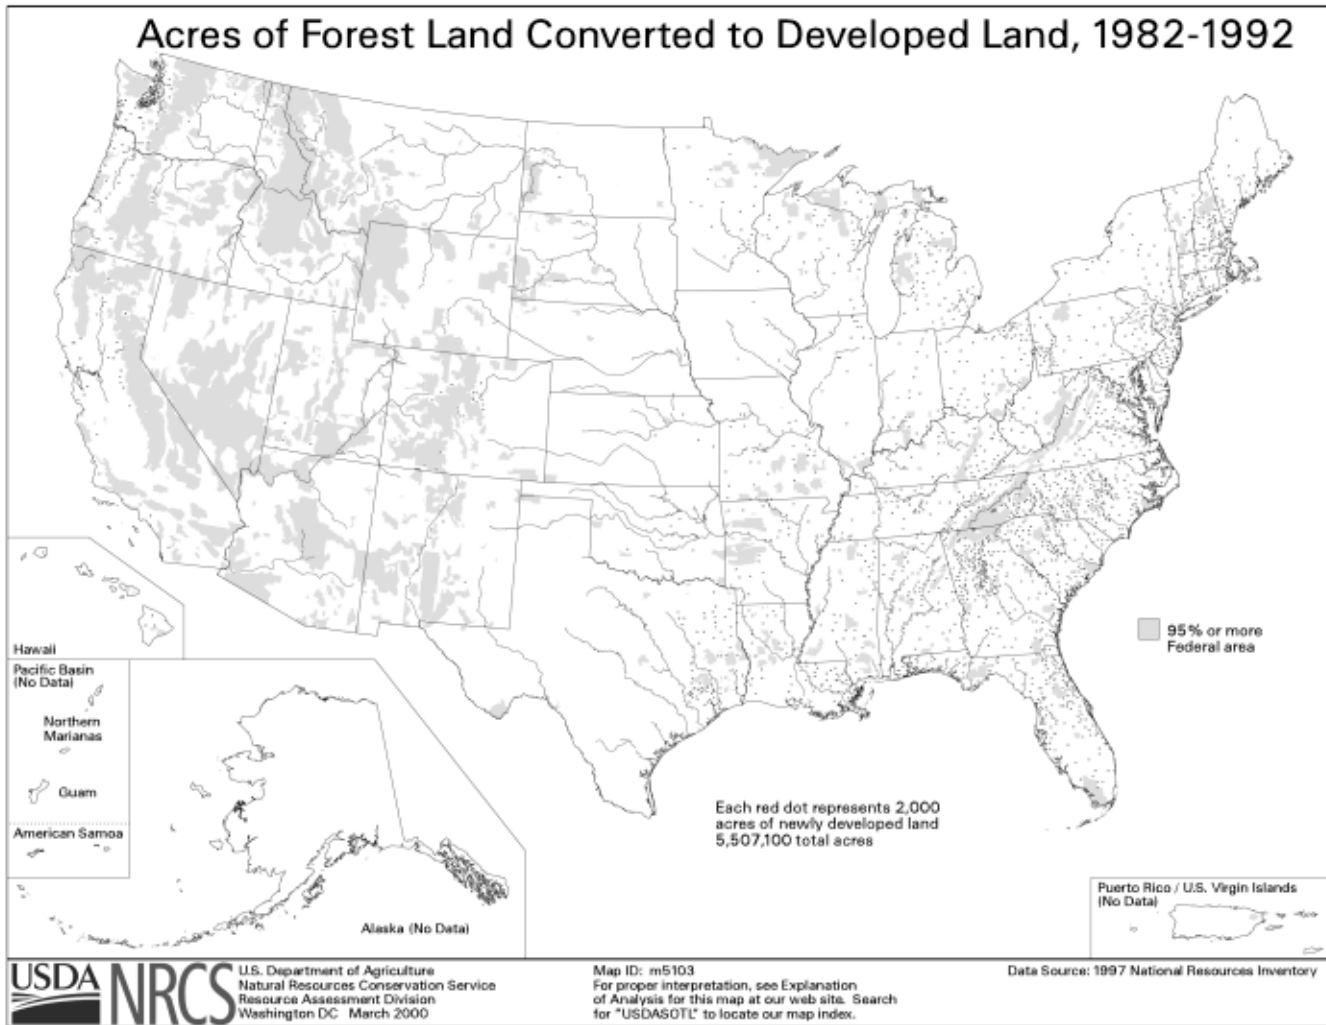 Acres of Forest Land Converted to Developed Land, 1982-1992
95% or more
Federal area
Hawaii
Pacific Basin
(No Data)
Northern
Marianas
Guam
American Samoa
Alaska (No Data)
Each red dot represents 2,000
acres of newly developed land
5,507,100 total acres
Puerto Rico / U.S. Virgin Islands
(No Data)
USDA
NRCS
U.S. Department of Agriculture
Natural Resources Conservation Service
Resource Assessment Division
Washington DC March 2000
Map ID: m5103
For proper interpretation, see Explanation
of Analysis for this map at our web site. Search
for "USDASOTL" to locate our map index.
Data Source: 1997 National Resources Inventory